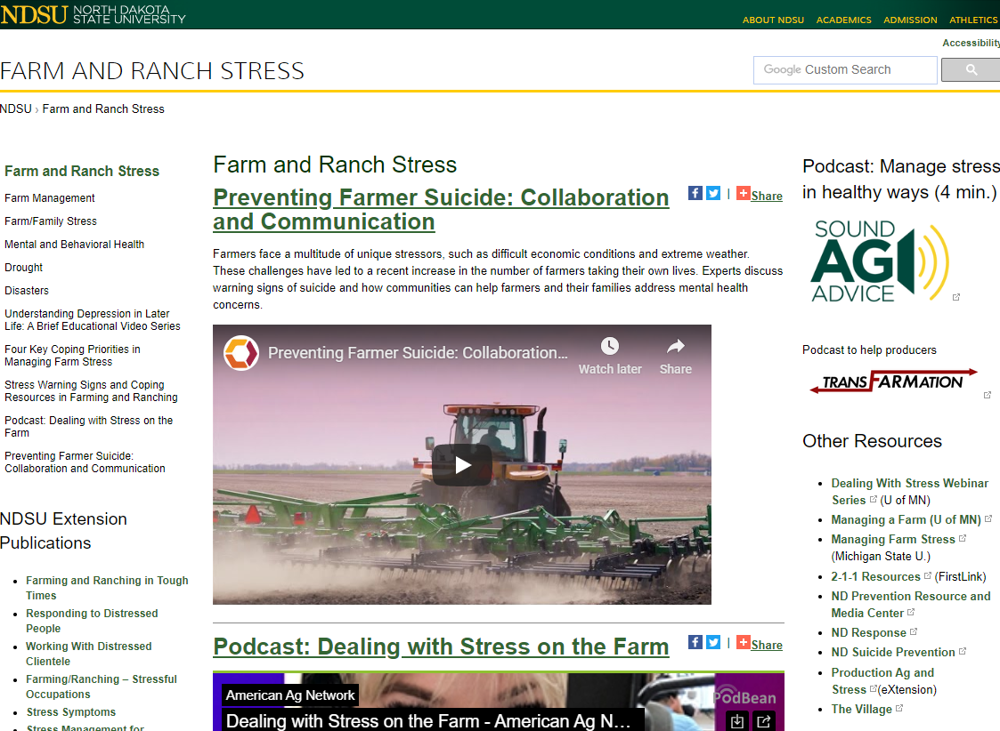 NDSU NORTH DAKOTA
STATE UNIVERSITY
ABOUT NDSU ACADEMICS ADMISSION ATHLETICS
Accessibility
FARM AND RANCH STRESS
Google Custom Search
NDSU › Farm and Ranch Stress
Farm and Ranch Stress
Farm Management
Farm/Family Stress
Mental and Behavioral Health
Drought
Disasters
Understanding Depression in Later
Life: A Brief Educational Video Series
Four Key Coping Priorities in
Managing Farm Stress
Stress Warning Signs and Coping
Resources in Farming and Ranching
Podcast: Dealing with Stress on the
Farm
Preventing Farmer Suicide:
Collaboration and Communication
NDSU Extension
Publications
Farming and Ranching in Tough
Times
Responding to Distressed
People
Working With Distressed
Clientele
Farming/Ranching – Stressful
Occupations
Stress Symptoms
Stress Management for
Farm and Ranch Stress
Preventing Farmer Suicide: Collaboration
and Communication
| Share
Farmers face a multitude of unique stressors, such as difficult economic conditions and extreme weather.
These challenges have led to a recent increase in the number of farmers taking their own lives. Experts discuss
warning signs of suicide and how communities can help farmers and their families address mental health
concerns.
Preventing Farmer Suicide: Collaboration...
Watch later
Share
Podcast: Dealing with Stress on the Farm
| Share
American Ag Network
PodBean
Dealing with Stress on the Farm - American Ag N...
Podcast: Manage stress
in healthy ways (4 min.)
SOUND
AG
ADVICE
Podcast to help producers
TRANSFARMATION
Other Resources
Dealing With Stress Webinar
Series (U of MN)
Managing a Farm (U of MN)
Managing Farm Stress
(Michigan State U.)
2-1-1 Resources (FirstLink)
ND Prevention Resource and
Media Center
ND Response
ND Suicide Prevention
Production Ag and
Stress (eXtension)
The Village